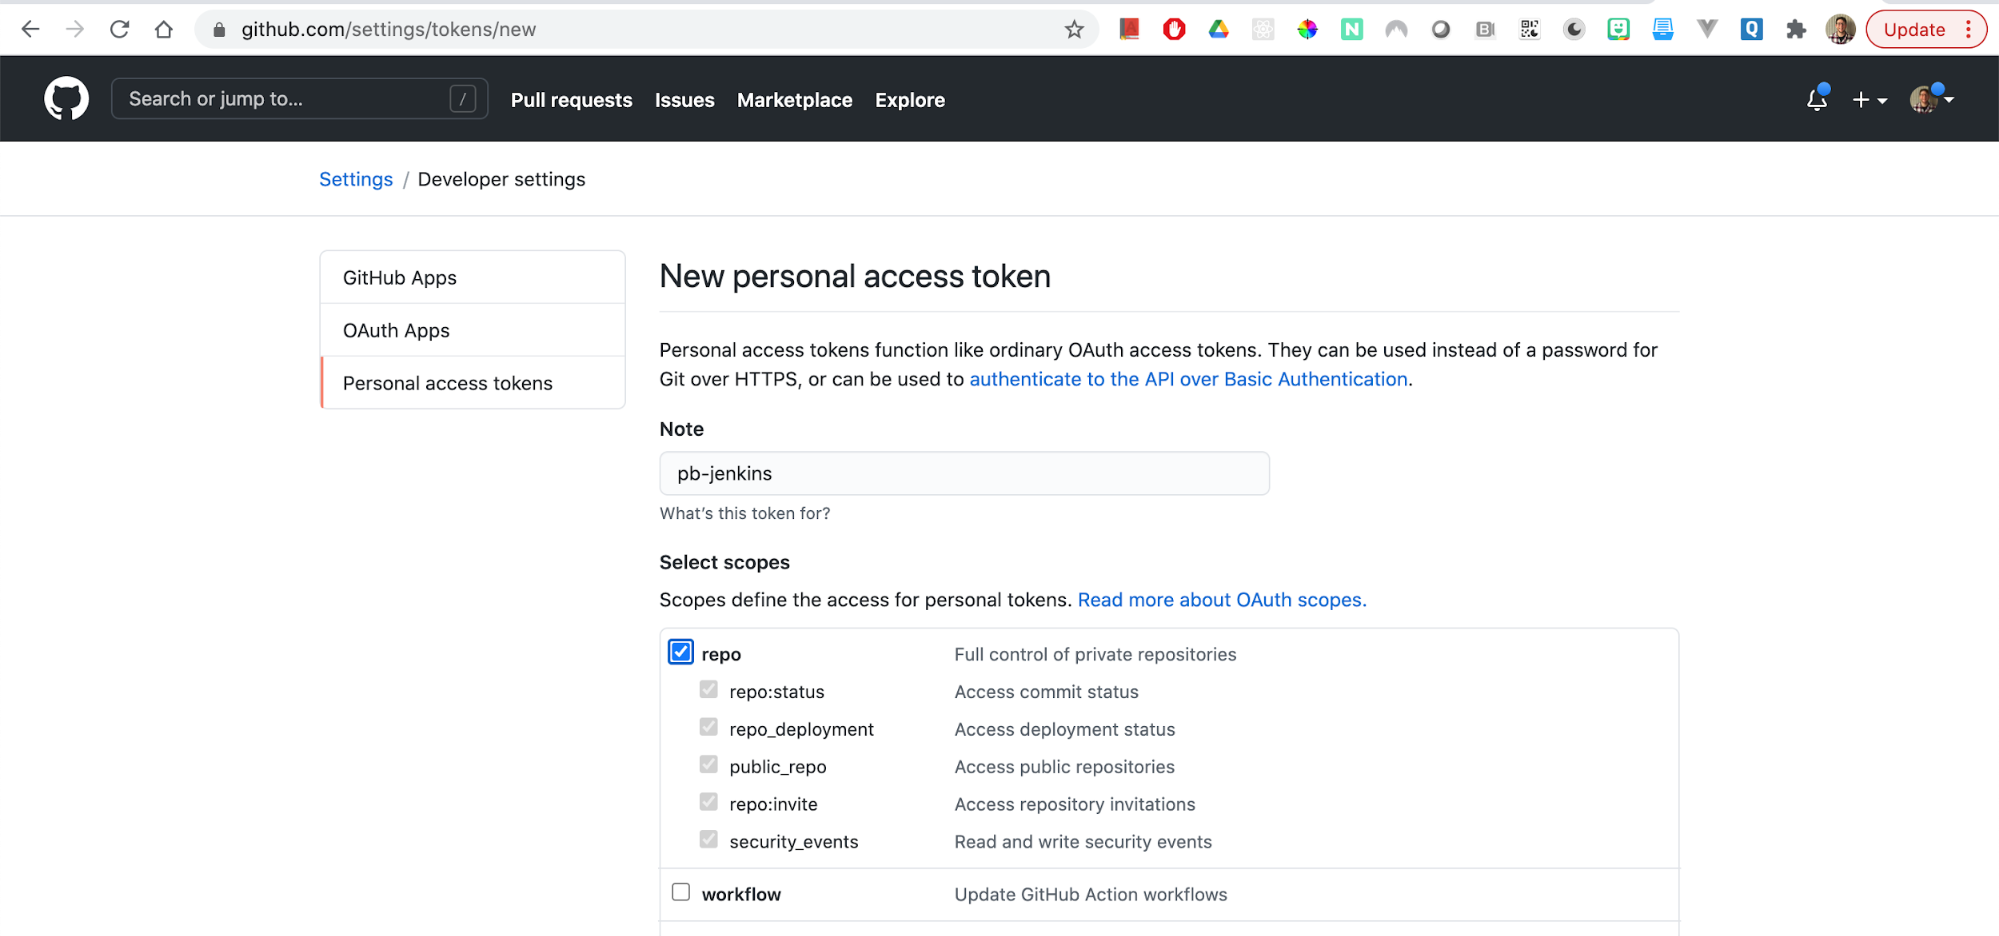 github.com/settings/tokens/new
N
B
Q
Update
Search or jump to...
/
Pull requests
Issues
Marketplace
Explore
Settings / Developer settings
GitHub Apps
OAuth Apps
Personal access tokens
New personal access token
Personal access tokens function like ordinary OAuth access tokens. They can be used instead of a password for
Git over HTTPS, or can be used to authenticate to the API over Basic Authentication.
Note
pb-jenkins
What's this token for?
Select scopes
Scopes define the access for personal tokens. Read more about OAuth scopes.
repo Full control of private repositories
repo:status Access commit status
repo_deployment Access deployment status
public_repo Access public repositories
repo:invite Access repository invitations
security_events Read and write security events
workflow Update GitHub Action workflows